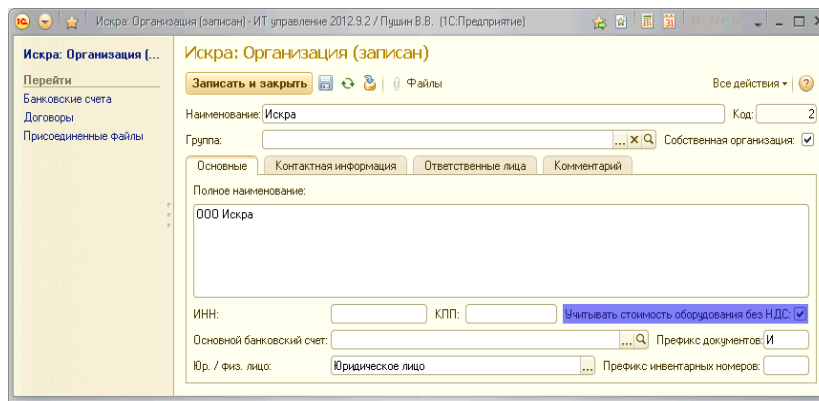 Искра: Организация (записан) - ИТ управление 2012.9.2 / Пушин В.В. (1С:Предприятие)
31
M M+ M-
Искра: Организация (...
Перейти
Банковские счета
Договоры
Присоединенные файлы
Искра: Организация (записан)
Записать и закрыть
Файлы
Все действия
Наименование: Искра
Код: 2
Группа:
Собственная организация:
Основные
Контактная информация
Ответственные лица
Комментарий
Полное наименование:
ООО Искра
ИНН:
КПП:
Учитывать стоимость оборудования без НДС:
Основной банковский счет:
Префикс документов: И
Юр. / физ. лицо: Юридическое лицо
Префикс инвентарных номеров: